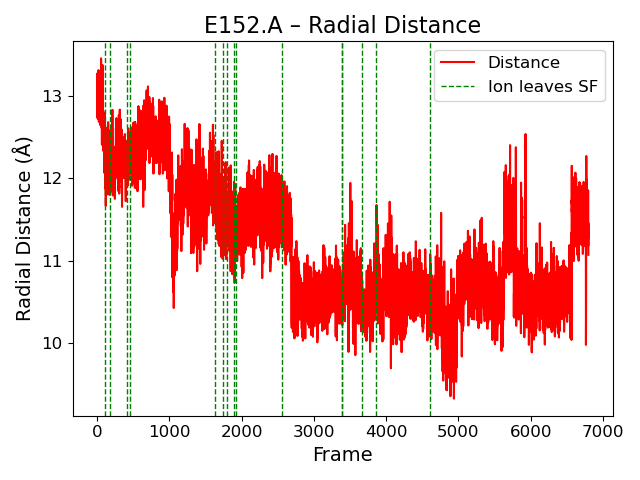 E152.A – Radial Distance
Distance
Ion leaves SF
Radial Distance (Å)
13
12
11
10
0 1000 2000 3000 4000 5000 6000 7000
Frame